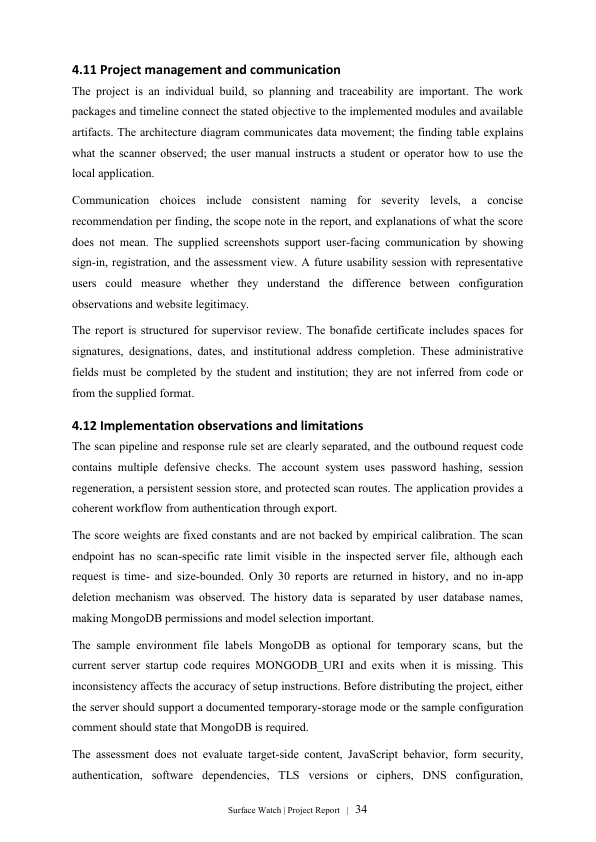 4.11 Project management and communication
The project is an individual build, so planning and traceability are important. The work
packages and timeline connect the stated objective to the implemented modules and available
artifacts. The architecture diagram communicates data movement; the finding table explains
what the scanner observed; the user manual instructs a student or operator how to use the
local application.
Communication choices include consistent naming for severity levels, a concise
recommendation per finding, the scope note in the report, and explanations of what the score
does not mean. The supplied screenshots support user-facing communication by showing
sign-in, registration, and the assessment view. A future usability session with representative
users could measure whether they understand the difference between configuration
observations and website legitimacy.
The report is structured for supervisor review. The bonafide certificate includes spaces for
signatures, designations, dates, and institutional address completion. These administrative
fields must be completed by the student and institution; they are not inferred from code or
from the supplied format.
4.12 Implementation observations and limitations
The scan pipeline and response rule set are clearly separated, and the outbound request code
contains multiple defensive checks. The account system uses password hashing, session
regeneration, a persistent session store, and protected scan routes. The application provides a
coherent workflow from authentication through export.
The score weights are fixed constants and are not backed by empirical calibration. The scan
endpoint has no scan-specific rate limit visible in the inspected server file, although each
request is time- and size-bounded. Only 30 reports are returned in history, and no in-app
deletion mechanism was observed. The history data is separated by user database names,
making MongoDB permissions and model selection important.
The sample environment file labels MongoDB as optional for temporary scans, but the
current server startup code requires MONGODB_URI and exits when it is missing. This
inconsistency affects the accuracy of setup instructions. Before distributing the project, either
the server should support a documented temporary-storage mode or the sample configuration
comment should state that MongoDB is required.
The assessment does not evaluate target-side content, JavaScript behavior, form security,
authentication, software dependencies, TLS versions or ciphers, DNS configuration,
Surface Watch | Project Report | 34